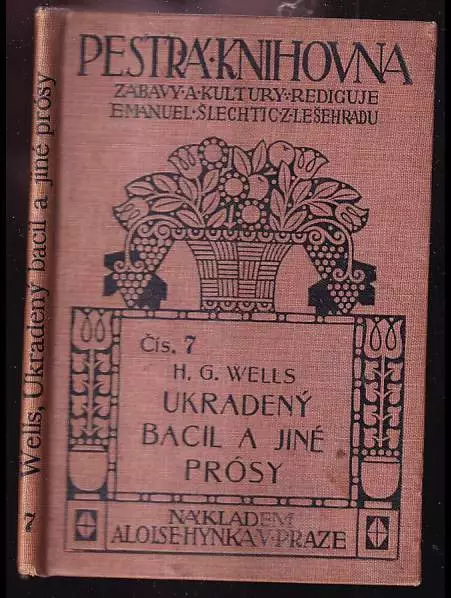 Wells, Ukradený bacil a jiné prósy
7
PESTRÁ·KNIHOVNA
ZÁBAVY·A·KULTURY··REDIGUJE
EMANUEL·ŠLECHTIC·Z·LEŠEHRADU
Čís. 7
H. G. WELLS
UKRADENÝ
BACIL A JINÉ
PRÓSY
NÁKLADEM
ALOISE·HYNKA·V·PRAZE